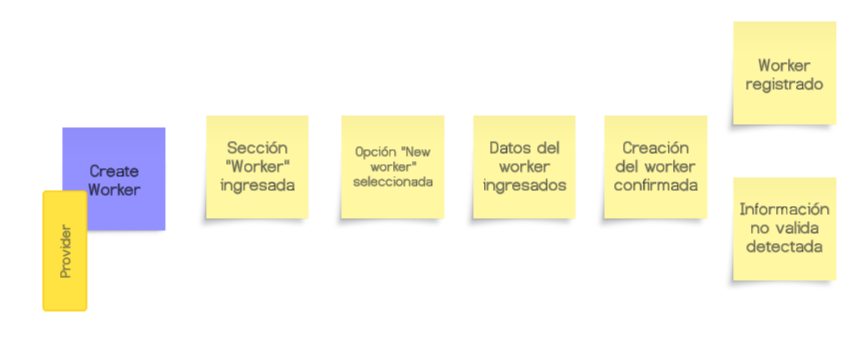 Create
Worker
Provider
Sección
"Worker"
ingresada
Opción "New
worker"
seleccionada
Datos del
worker
ingresados
Creación
del worker
confirmada
Worker
registrado
Información
no valida
detectada